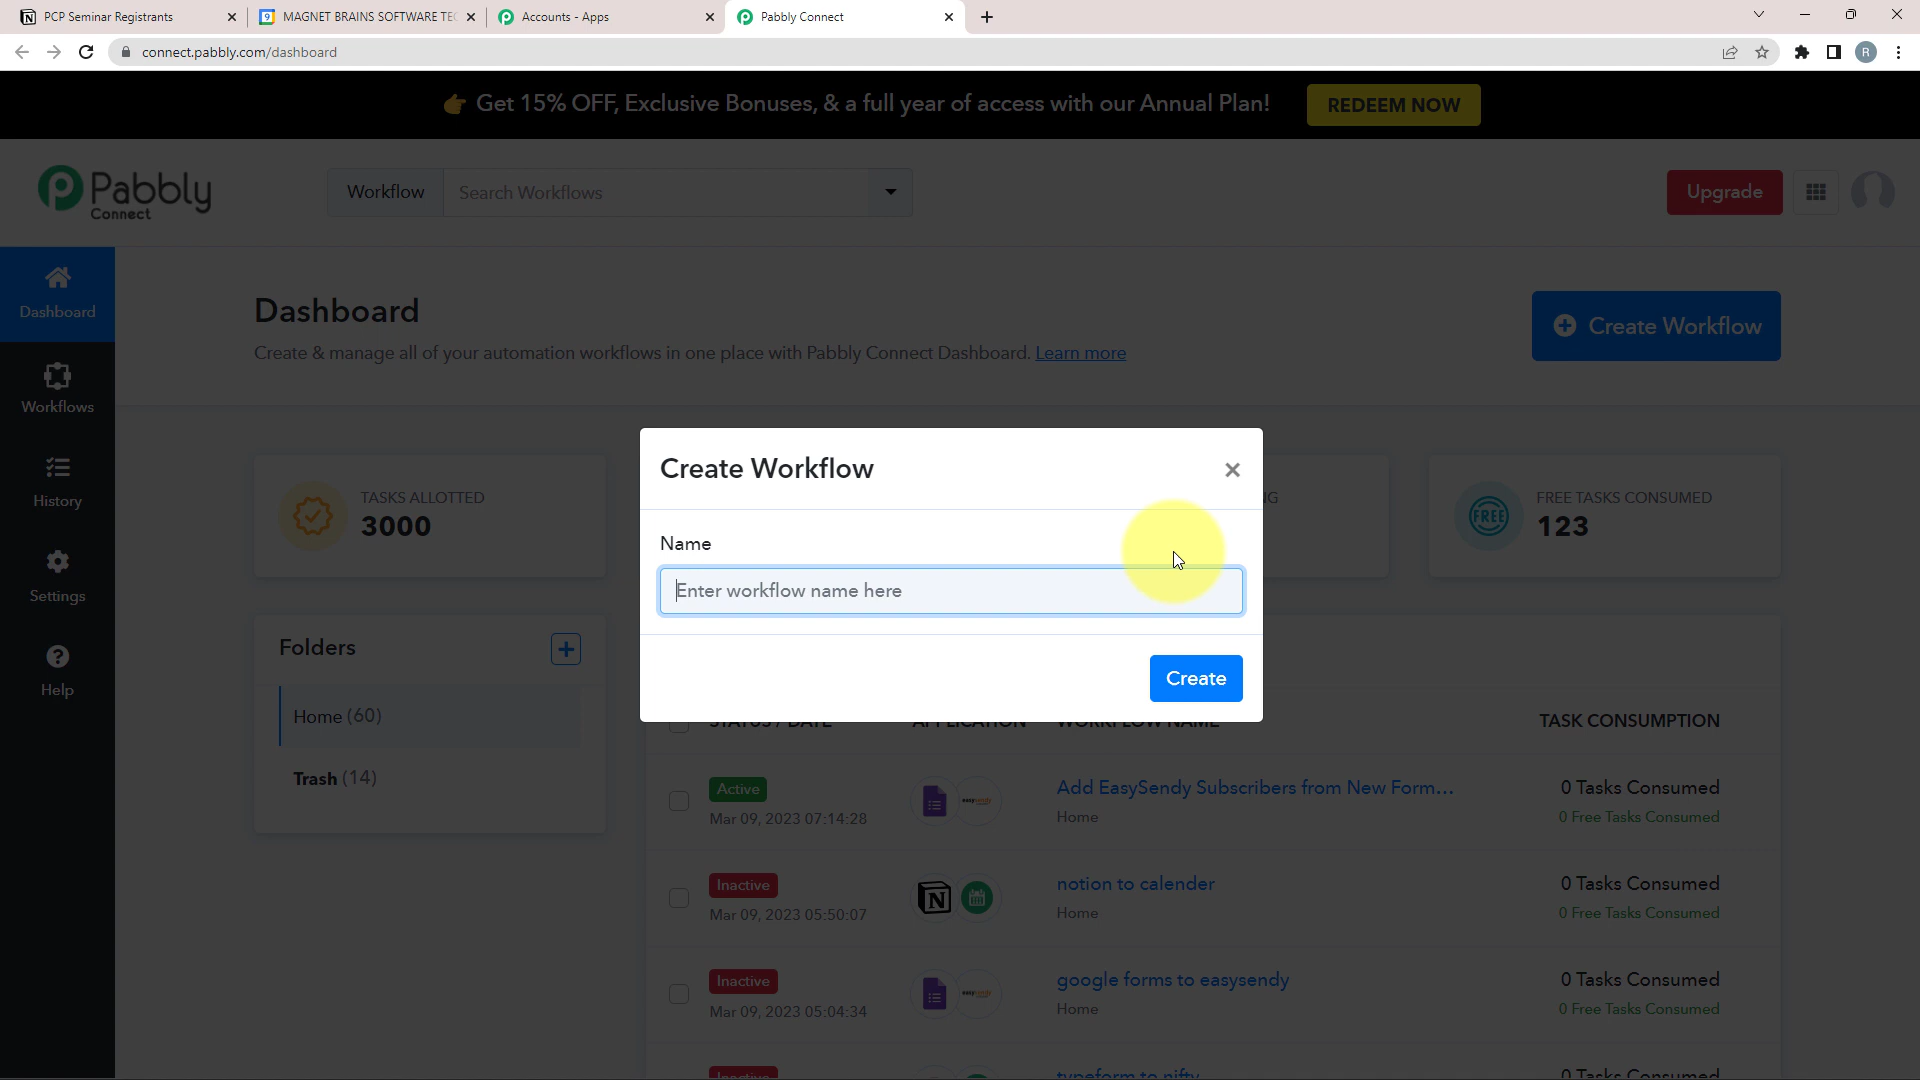 PCP Seminar Registrants
MAGNET BRAINS SOFTWARE TEC
Accounts - Apps
Pabbly Connect
connect.pabbly.com/dashboard
R
Get 15% OFF, Exclusive Bonuses, & a full year of access with our Annual Plan!
REDEEM NOW
Pabbly
Connect
Workflow
Search Workflows
Upgrade
Dashboard
Workflows
History
Settings
Help
Dashboard
Create & manage all of your automation workflows in one place with Pabbly Connect Dashboard. Learn more
Create Workflow
TASKS ALLOTTED
3000
FREE
FREE TASKS CONSUMED
123
Create Workflow
Name
Enter workflow name here
Create
Folders
Home (60)
Trash (14)
STATUS / DATE
APPLICATION
WORKFLOW NAME
TASK CONSUMPTION
Active
Mar 09, 2023 07:14:28
Add EasySendy Subscribers from New Form...
Home
0 Tasks Consumed
0 Free Tasks Consumed
Inactive
Mar 09, 2023 05:50:07
notion to calender
Home
0 Tasks Consumed
0 Free Tasks Consumed
Inactive
Mar 09, 2023 05:04:34
google forms to easysendy
Home
0 Tasks Consumed
0 Free Tasks Consumed
Inactive
typeform to nifty
0 Tasks Consumed